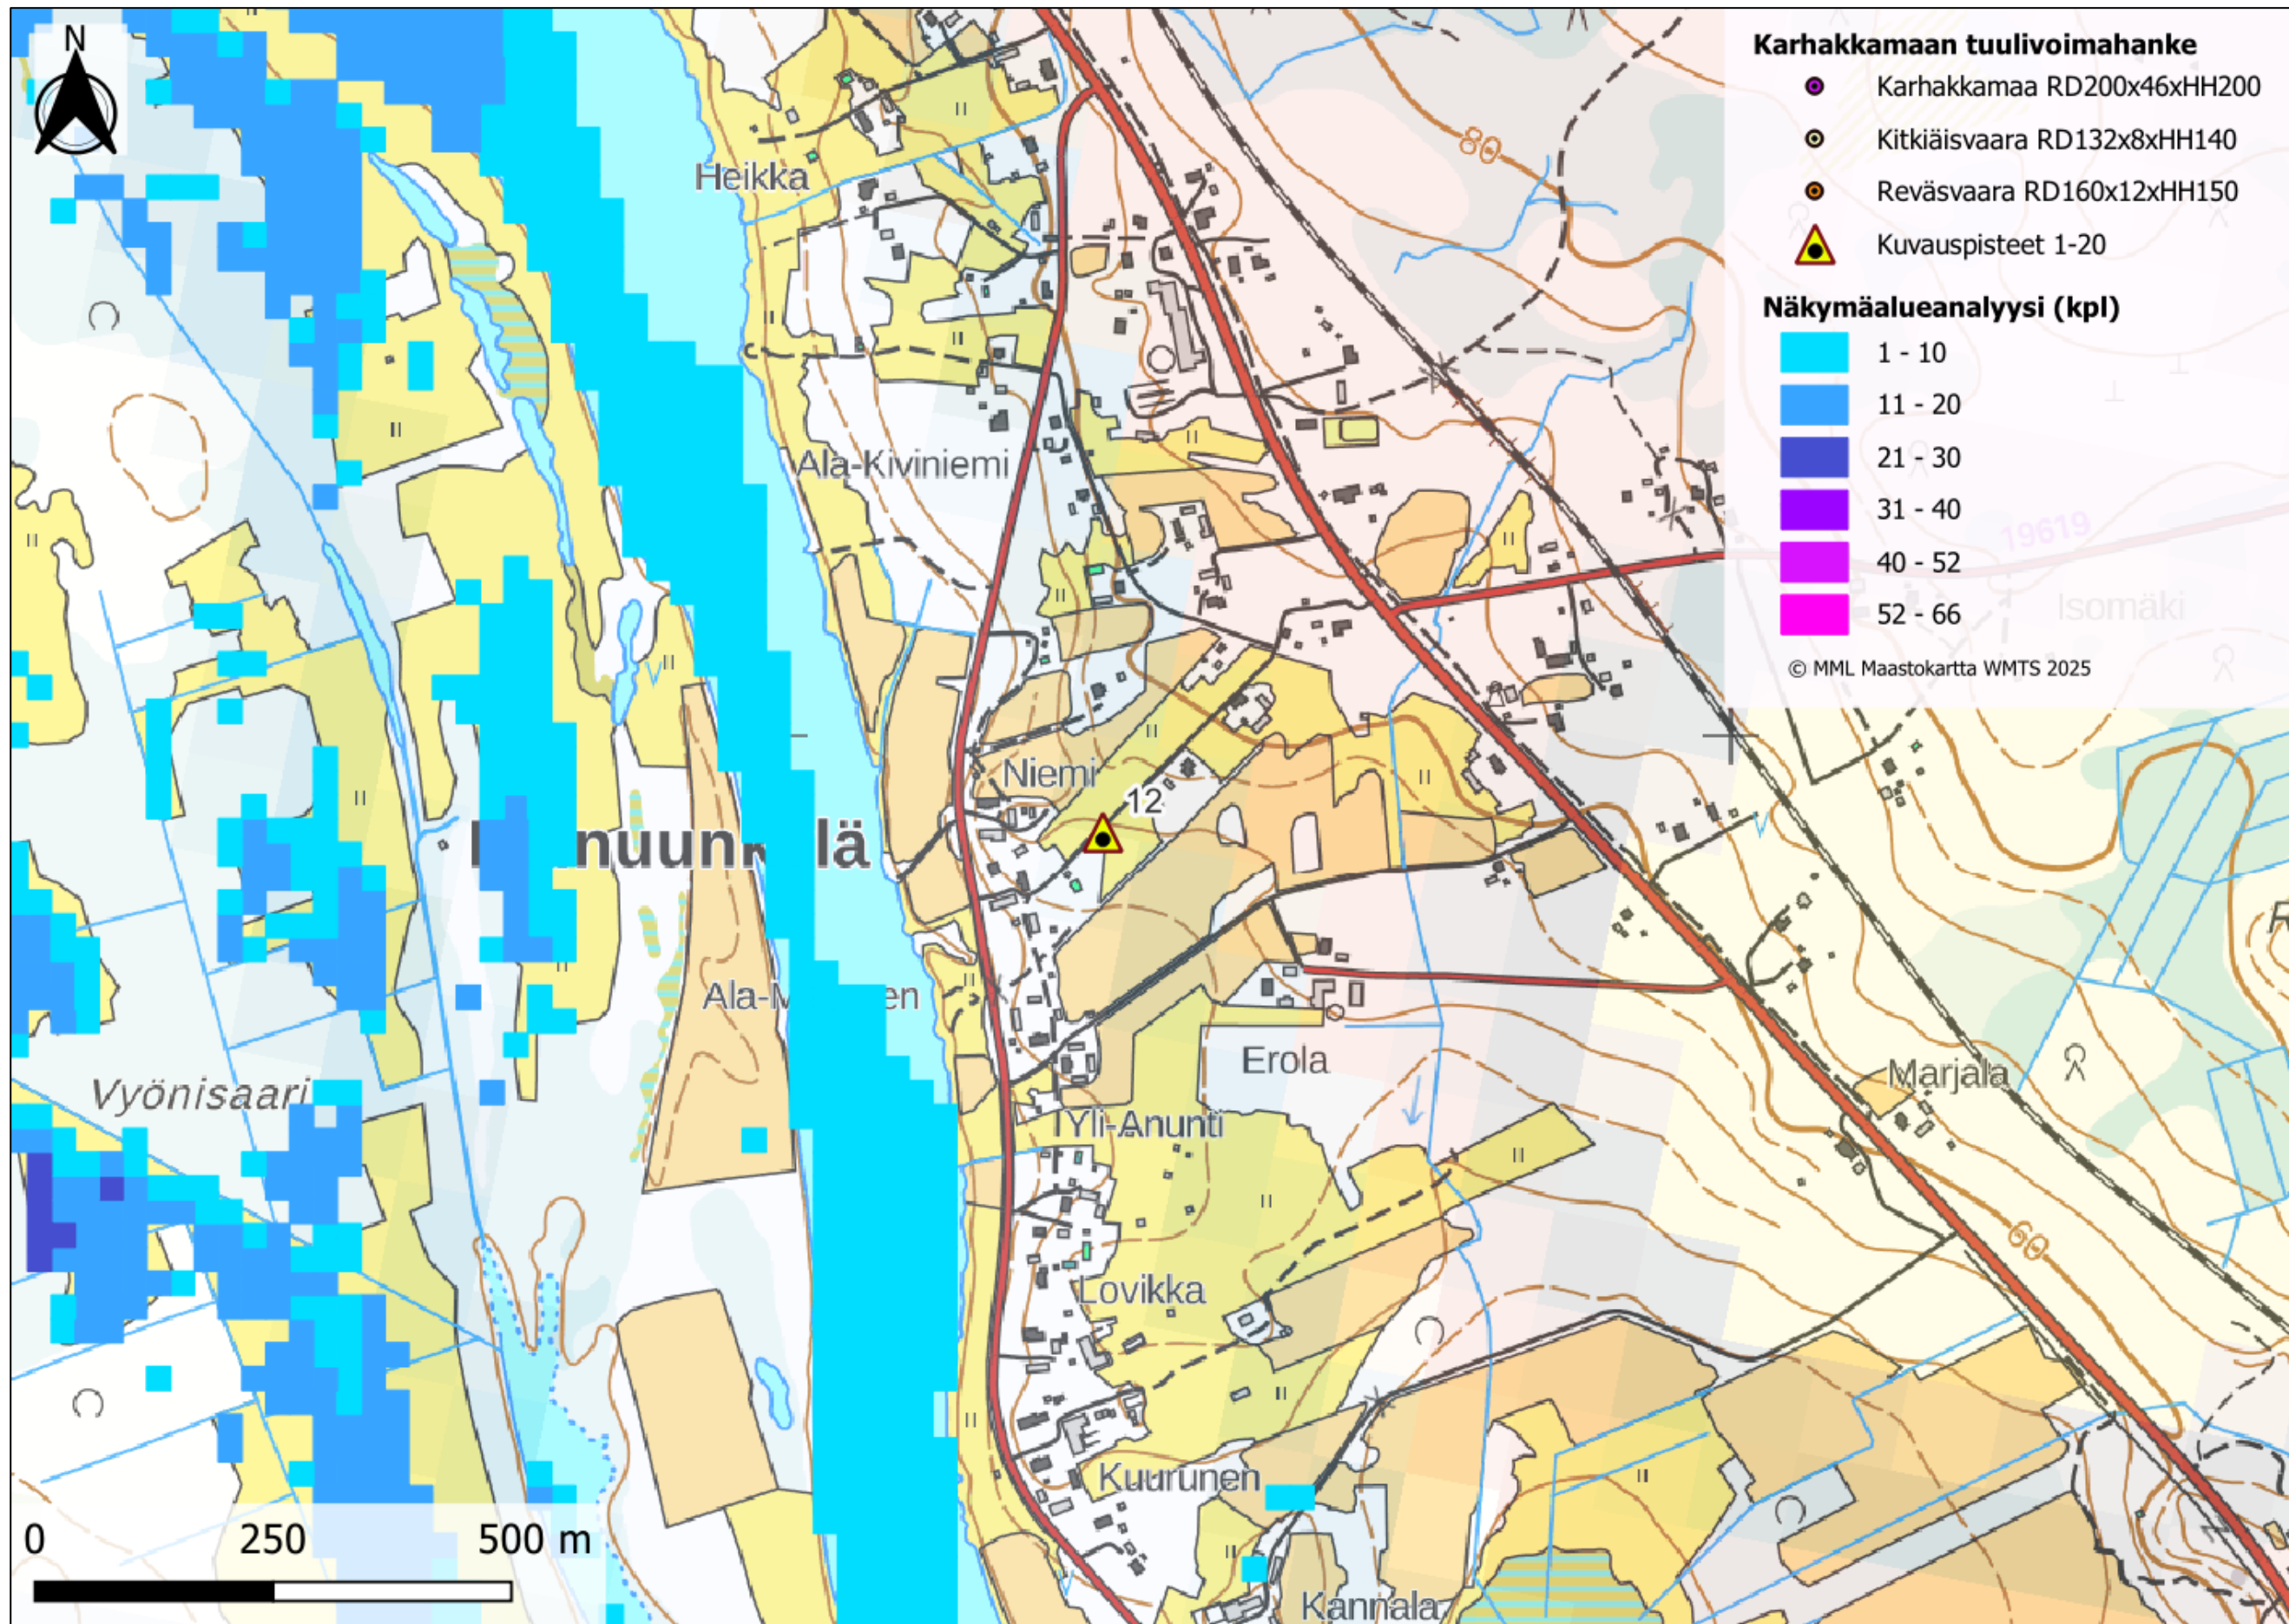 N
Karhakkamaan tuulivoimahanke
Karhakkamaa RD200x46xHH200
Kitkiäisvaara RD132x8xHH140
Reväsvaara RD160x12xHH150
Kuvauspisteet 1-20
Näkymäalueanalyysi (kpl)
1 - 10
11 - 20
21 - 30
31 - 40
40 - 52
52 - 66
© MML Maastokartta WMTS 2025
80
Heikka
Ala-Kiviniemi
19619
Isomäki
Niemi
12
Erola
Vyönisaari
Marjala
Yli-Anunti
60
Lovikka
Kuurunen
Kannala
0 250 500 m